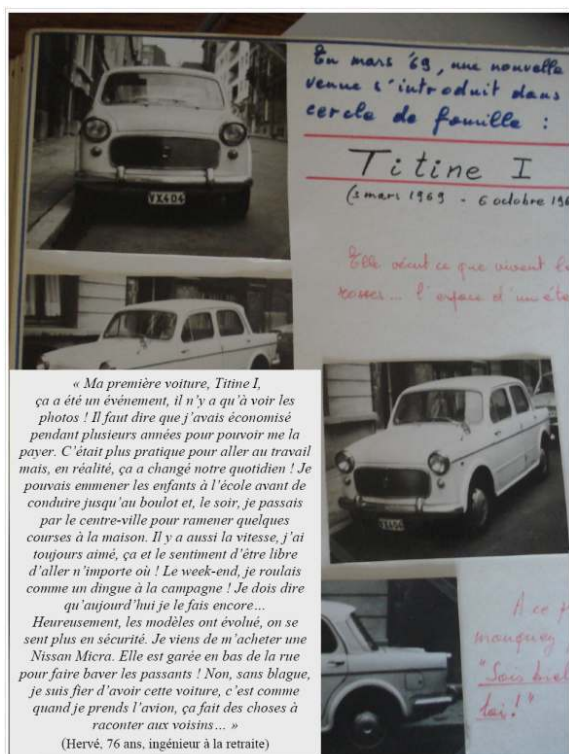 En mars '69, une nouvelle
venue s'introduit dans
cercle de famille :
Titine I
(3 mars 1969 - 6 octobre 196
Elle vécut ce que vivent le
rosses... l'espace d'un été
VX404
VX404
« Ma première voiture, Titine I,
ça a été un événement, il n'y a qu'à voir les
photos ! Il faut dire que j'avais économisé
pendant plusieurs années pour pouvoir me la
payer. C'était plus pratique pour aller au travail
mais, en réalité, ça a changé notre quotidien ! Je
pouvais emmener les enfants à l'école avant de
conduire jusqu'au boulot et, le soir, je passais
par le centre-ville pour ramener quelques
courses à la maison. Il y a aussi la vitesse, j'ai
toujours aimé, ça et le sentiment d'être libre
d'aller n'importe où ! Le week-end, je roulais
comme un dingue à la campagne ! Je dois dire
qu'aujourd'hui je le fais encore…
Heureusement, les modèles ont évolué, on se
sent plus en sécurité. Je viens de m'acheter une
Nissan Micra. Elle est garée en bas de la rue
pour faire baver les passants ! Non, sans blague,
je suis fier d'avoir cette voiture, c'est comme
quand je prends l'avion, ça fait des choses à
raconter aux voisins… »
(Hervé, 76 ans, ingénieur à la retraite)
A ce p
manquez
"Sois
toi!"